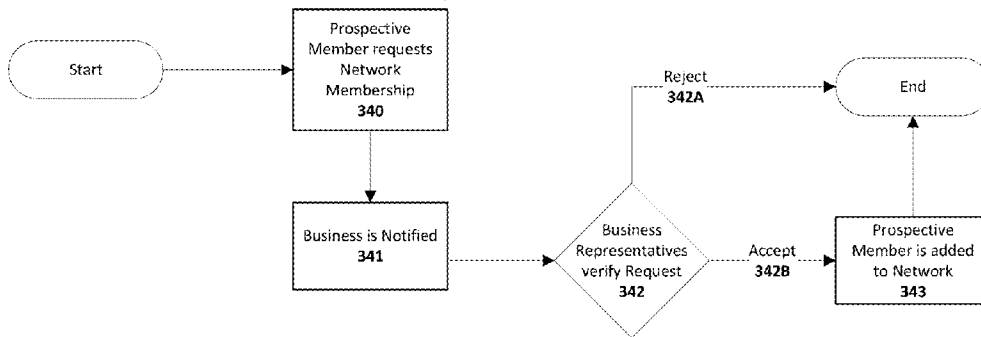 Start
Prospective
Member requests
Network
Membership
340
Business is Notified
341
Business
Representatives
verify Request
342
Reject
342A
Accept
342B
Prospective
Member is added
to Network
343
End